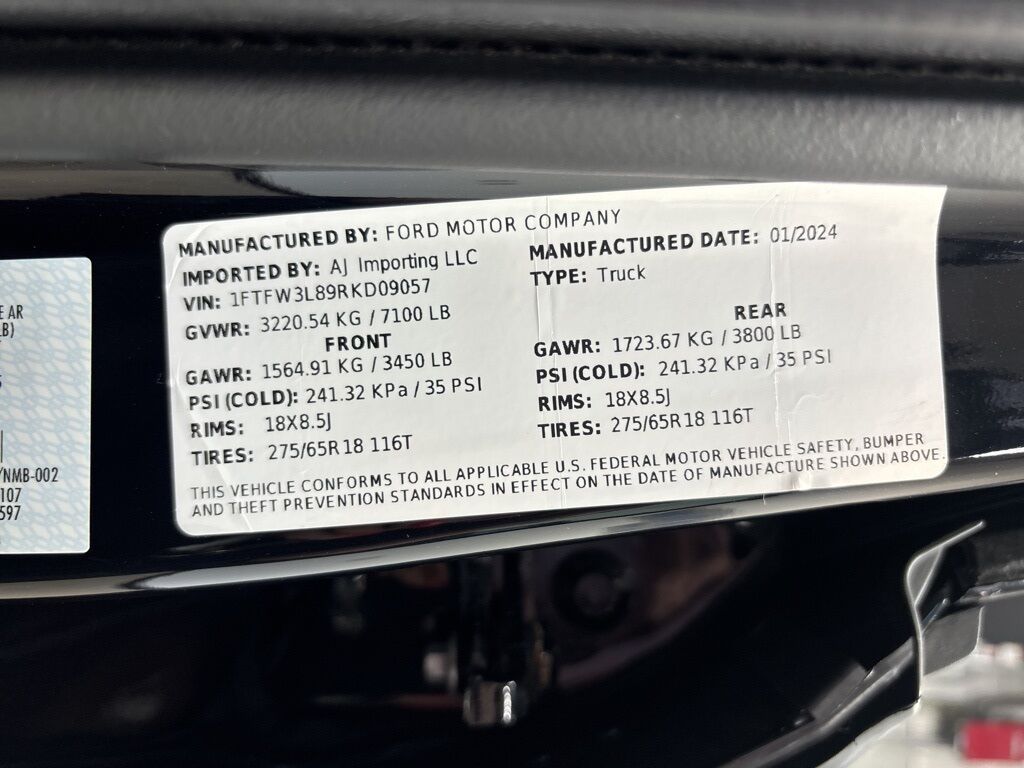 MANUFACTURED BY: FORD MOTOR COMPANY
IMPORTED BY: AJ Importing LLC
MANUFACTURED DATE: 01/2024
VIN: 1FTFW3L89RKD09057
TYPE: Truck
GVWR: 3220.54 KG / 7100 LB
FRONT
REAR
GAWR: 1564.91 KG / 3450 LB
GAWR: 1723.67 KG / 3800 LB
PSI (COLD): 241.32 KPa / 35 PSI
PSI (COLD): 241.32 KPa / 35 PSI
RIMS: 18X8.5J
RIMS: 18X8.5J
TIRES: 275/65R18 116T
TIRES: 275/65R18 116T
THIS VEHICLE CONFORMS TO ALL APPLICABLE U.S. FEDERAL MOTOR VEHICLE SAFETY, BUMPER
AND THEFT PREVENTION STANDARDS IN EFFECT ON THE DATE OF MANUFACTURE SHOWN ABOVE.
AR
LB)
/NMB-002
107
597